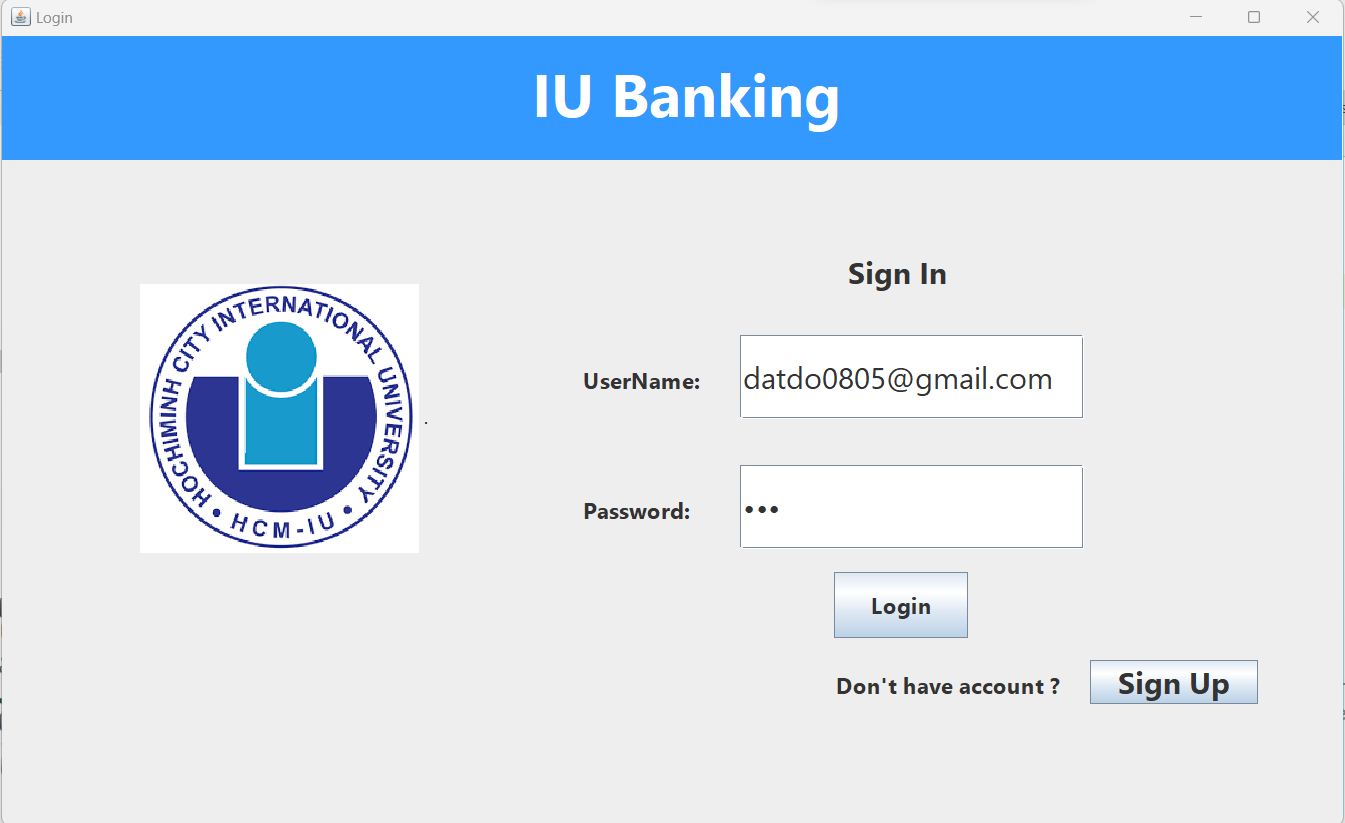 Login
IU Banking
Sign In
HOCHIMINH CITY INTERNATIONAL UNIVERSITY
• HCM-IU •
.
UserName:
datdo0805@gmail.com
Password:
•••
Login
Don't have account ?
Sign Up